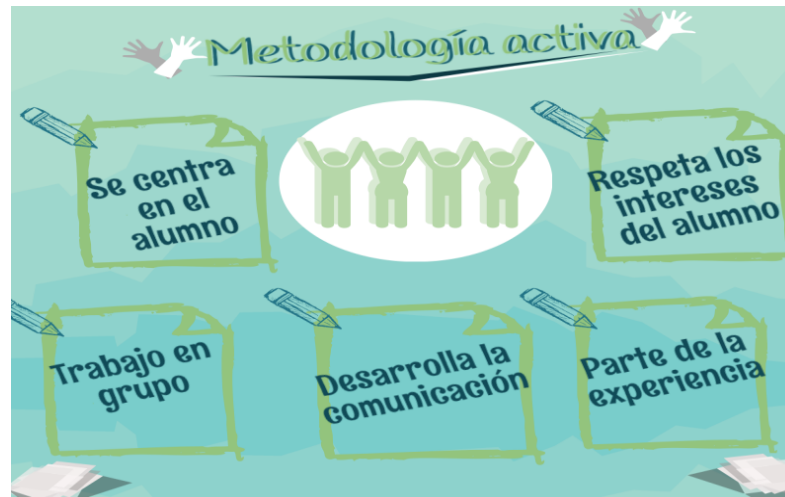 Metodología activa
Se centra
en el
alumno
Respeta los
intereses
del alumno
Trabajo en
grupo
Desarrolla la
comunicación
Parte de la
experiencia